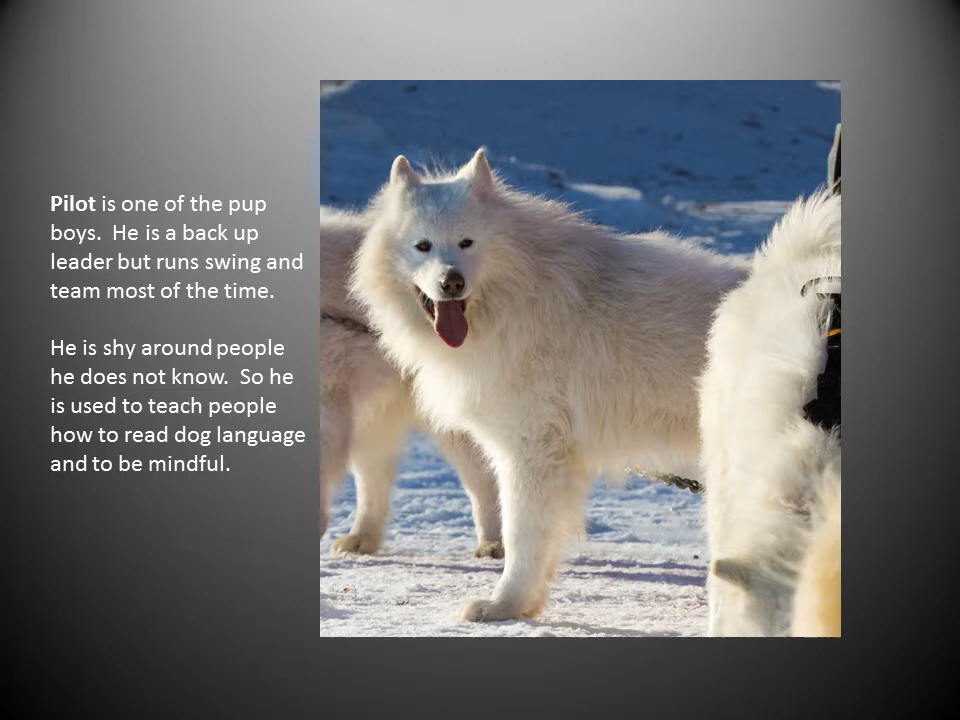 Pilot is one of the pup
boys.  He is a back up
leader but runs swing and
team most of the time.

He is shy around people
he does not know.  So he
is used to teach people
how to read dog language
and to be mindful.